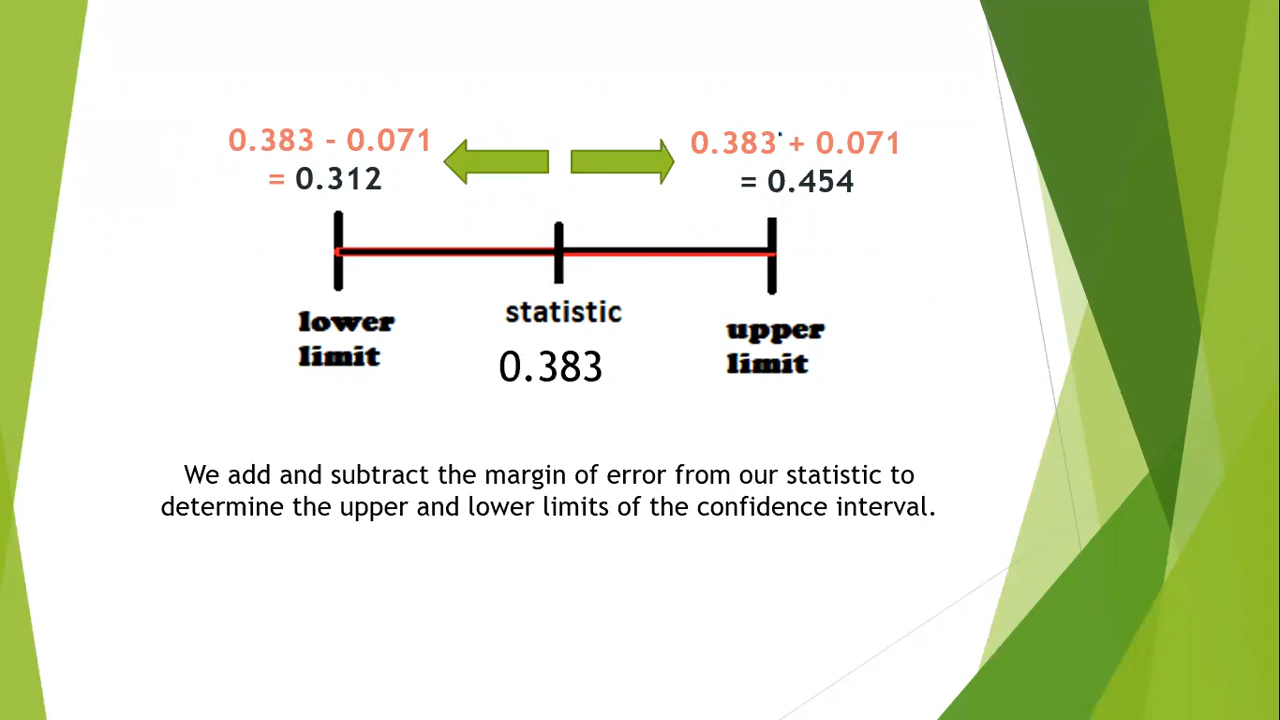 0.383 - 0.071
= 0.312
0.383 + 0.071
= 0.454
lower
limit
statistic
0.383
upper
limit
We add and subtract the margin of error from our statistic to
determine the upper and lower limits of the confidence interval.